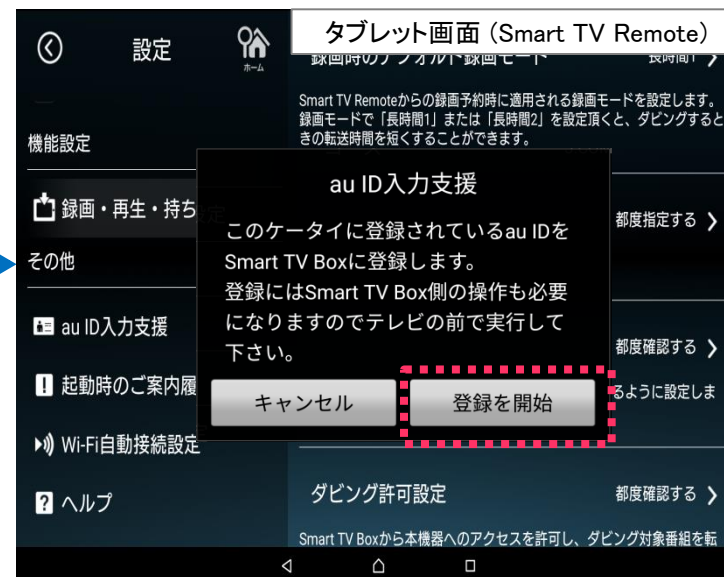 タブレット画面 (Smart TV Remote)
設定
ホーム
録画時のデフォルト録画モード
長時間1
Smart TV Remoteからの録画予約時に適用される録画モードを設定します。
録画モードで「長時間1」または「長時間2」を設定頂くと、ダビングすると
きの転送時間を短くすることができます。
機能設定
録画・再生・持ち
都度指定する
その他
au ID入力支援
このケータイに登録されているau IDを
Smart TV Boxに登録します。
登録にはSmart TV Box側の操作も必要
になりますのでテレビの前で実行して
下さい。
キャンセル
登録を開始
au ID入力支援
都度確認する
起動時のご案内履
るように設定しま
Wi-Fi自動接続設定
ヘルプ
ダビング許可設定
都度確認する
Smart TV Boxから本機器へのアクセスを許可し、ダビング対象番組を転